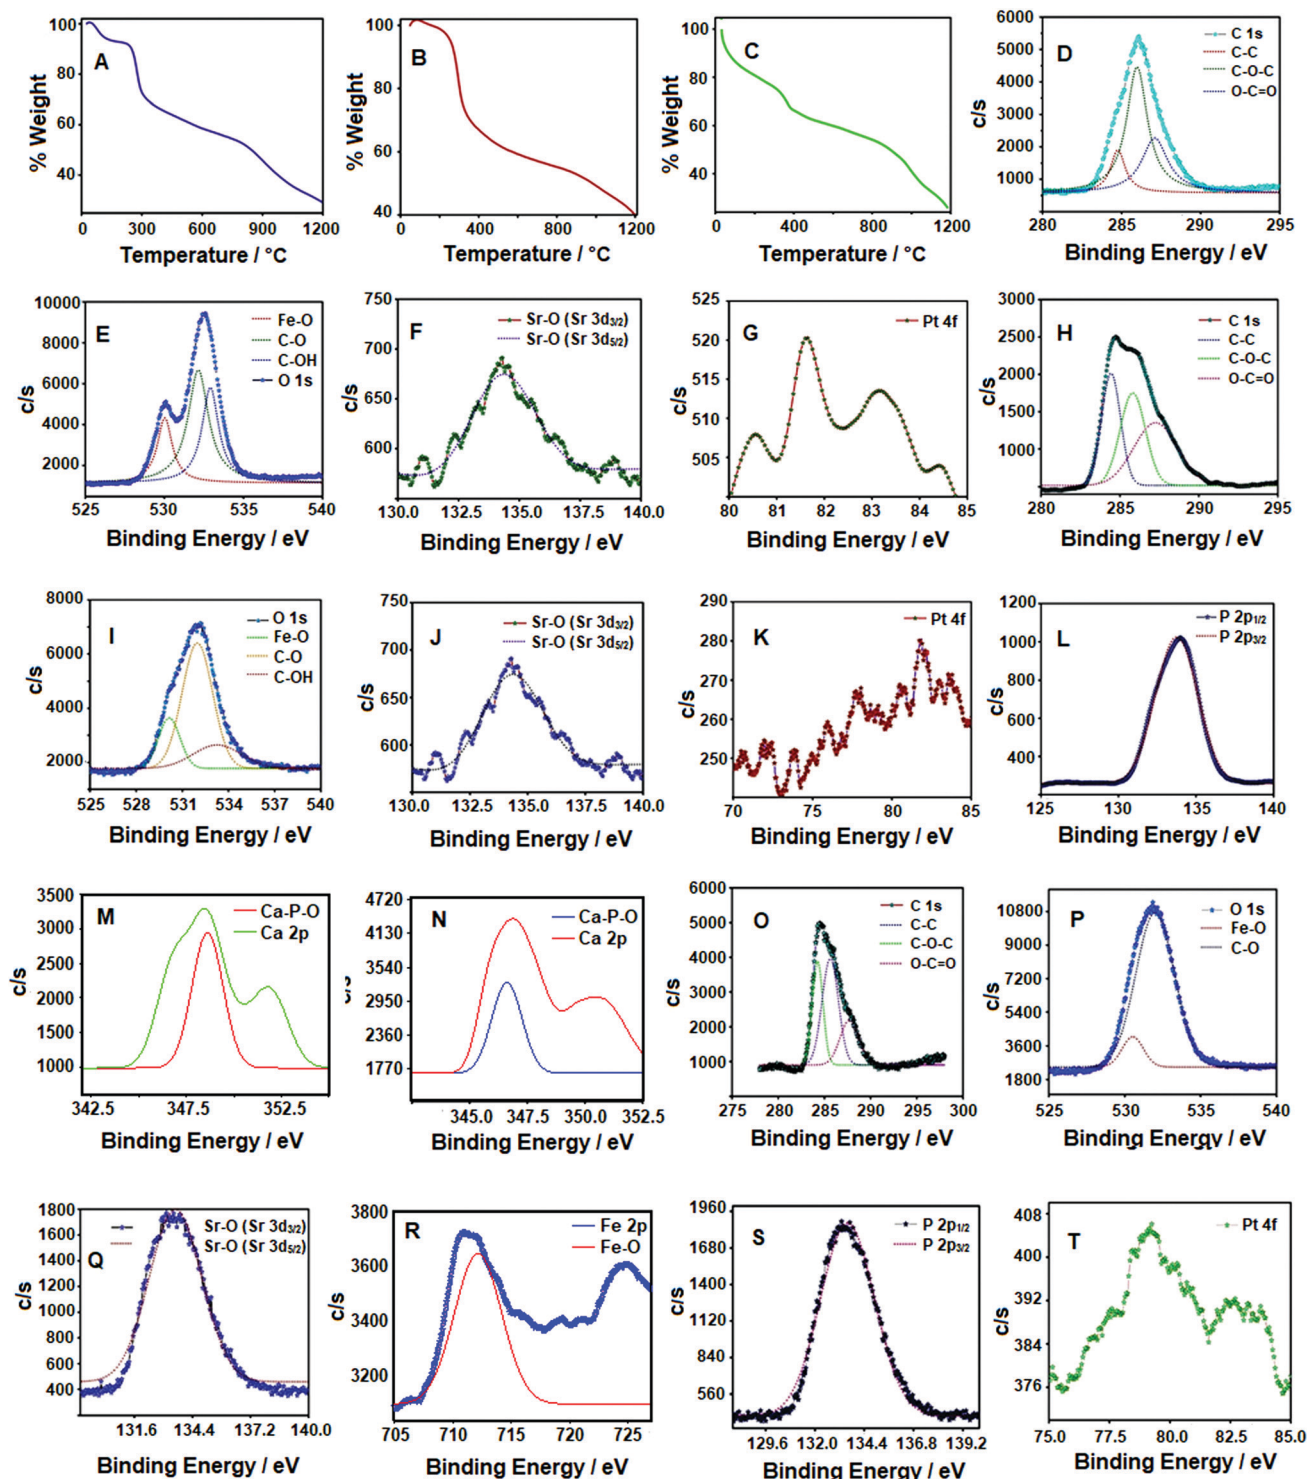 A
% Weight
100
80
60
40
0 300 600 900 1200
Temperature / °C
B
% Weight
100
80
60
40
0 400 800 1200
Temperature / °C
C
% Weight
100
80
60
40
0 400 800 1200
Temperature / °C
D
C 1s
C-C
C-O-C
O-C=O
c/s
6000
5000
4000
3000
2000
1000
0
280 285 290 295
Binding Energy / eV
E
Fe-O
C-O
C-OH
O 1s
c/s
10000
8000
6000
4000
2000
0
525 530 535 540
Binding Energy / eV
F
Sr-O (Sr 3d3/2)
Sr-O (Sr 3d5/2)
c/s
750
700
650
600
130.0 132.5 135.0 137.5 140.0
Binding Energy / eV
G
Pt 4f
c/s
525
520
515
510
505
80 81 82 83 84 85
Binding Energy / eV
H
C 1s
C-C
C-O-C
O-C=O
c/s
3000
2500
2000
1500
1000
0
280 285 290 295
Binding Energy / eV
I
O 1s
Fe-O
C-O
C-OH
c/s
8000
6000
4000
2000
0
525 528 531 534 537 540
Binding Energy / eV
J
Sr-O (Sr 3d3/2)
Sr-O (Sr 3d5/2)
c/s
750
700
675
600
130.0 132.5 135.0 137.5 140.0
Binding Energy / eV
K
Pt 4f
c/s
290
280
270
260
250
70 75 80 85
Binding Energy / eV
L
P 2p1/2
P 2p3/2
c/s
1200
1000
800
600
400
125 130 135 140
Binding Energy / eV
M
Ca-P-O
Ca 2p
c/s
3500
3000
2500
2000
1500
1000
342.5 347.5 352.5
Binding Energy / eV
N
Ca-P-O
Ca 2p
c/s
4720
4130
3540
2950
2360
1770
345.0 347.5 350.0 352.5
Binding Energy / eV
O
C 1s
C-C
C-O-C
O-C=O
c/s
6000
5000
4000
3000
2000
1000
0
275 280 285 290 295 300
Binding Energy / eV
P
O 1s
Fe-O
C-O
c/s
10800
9000
7200
5400
3600
1800
525 530 535 540
Binding Energy / eV
Q
Sr-O (Sr 3d3/2)
Sr-O (Sr 3d5/2)
c/s
1800
1600
1400
1200
1000
800
600
400
131.6 134.4 137.2 140.0
Binding Energy / eV
R
Fe 2p
Fe-O
c/s
3800
3600
3400
3200
705 710 715 720 725
Binding Energy / eV
S
P 2p1/2
P 2p3/2
c/s
1960
1680
1400
1120
840
560
129.6 132.0 134.4 136.8 139.2
Binding Energy / eV
T
Pt 4f
c/s
408
400
392
384
376
75.0 77.5 80.0 82.5 85.0
Binding Energy / eV